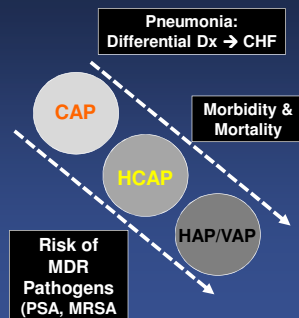 Pneumonia:
Differential Dx → CHF
CAP
Morbidity &
Mortality
HCAP
HAP/VAP
Risk of
MDR
Pathogens
(PSA, MRSA